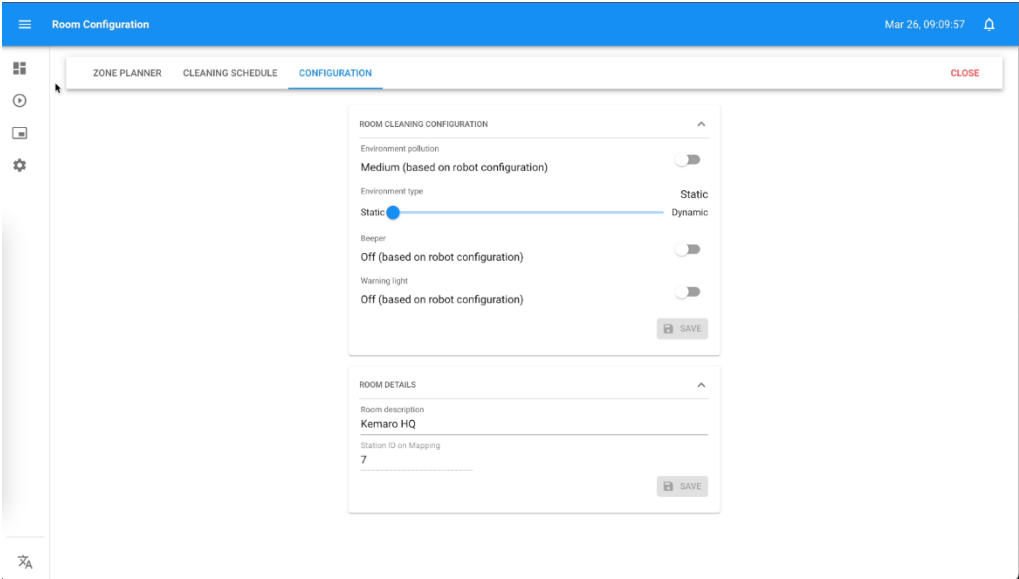 Room Configuration
Mar 26, 09:09:57
ZONE PLANNER
CLEANING SCHEDULE
CONFIGURATION
CLOSE
ROOM CLEANING CONFIGURATION
Environment pollution
Medium (based on robot configuration)
Environment type
Static
Static
Dynamic
Beeper
Off (based on robot configuration)
Warning light
Off (based on robot configuration)
SAVE
ROOM DETAILS
Room description
Kemaro HQ
Station ID on Mapping
7
SAVE